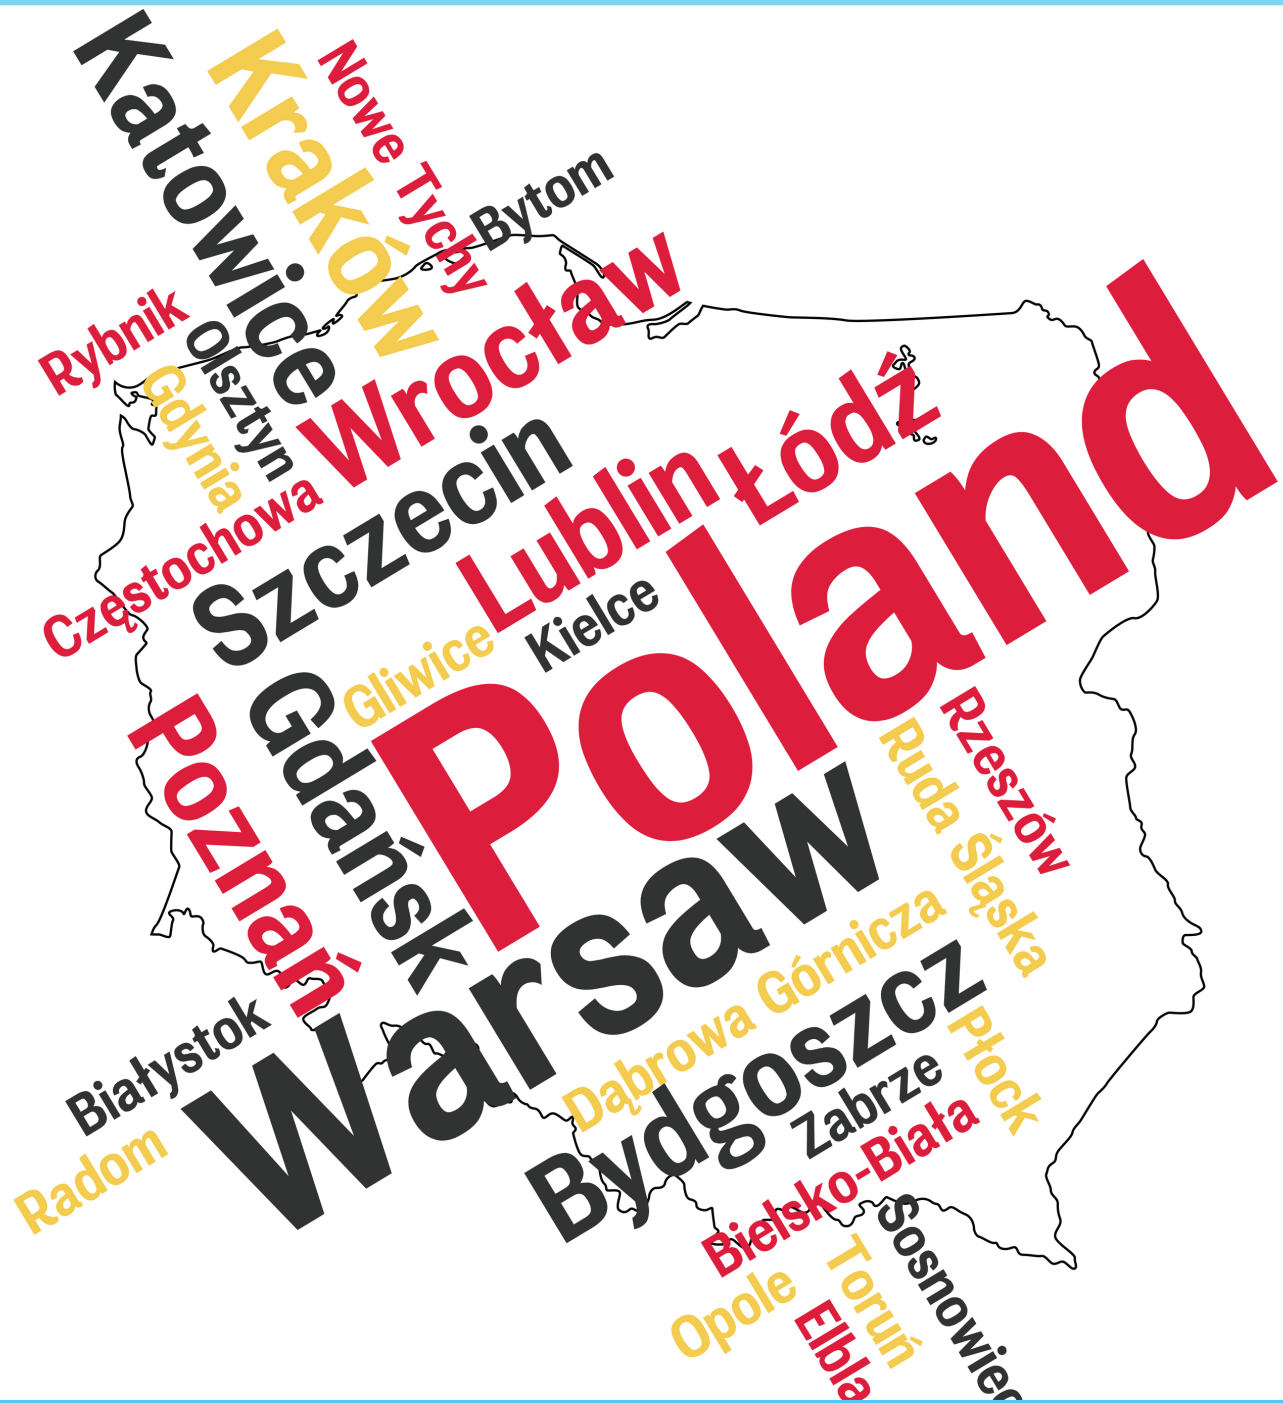 Katowice
Kraków
Nowe Tychy
Bytom
Rybnik
Olsztyn
Gdynia
Wrocław
Częstochowa
Szczecin
Lublin
Łódź
Kielce
Gliwice
Poland
Gdańsk
Poznań
Rzeszów
Ruda Śląska
Warsaw
Białystok
Radom
Dąbrowa Górnicza
Bydgoszcz
Płock
Zabrze
Bielsko-Biała
Sosnowiec
Toruń
Opole
Elbla